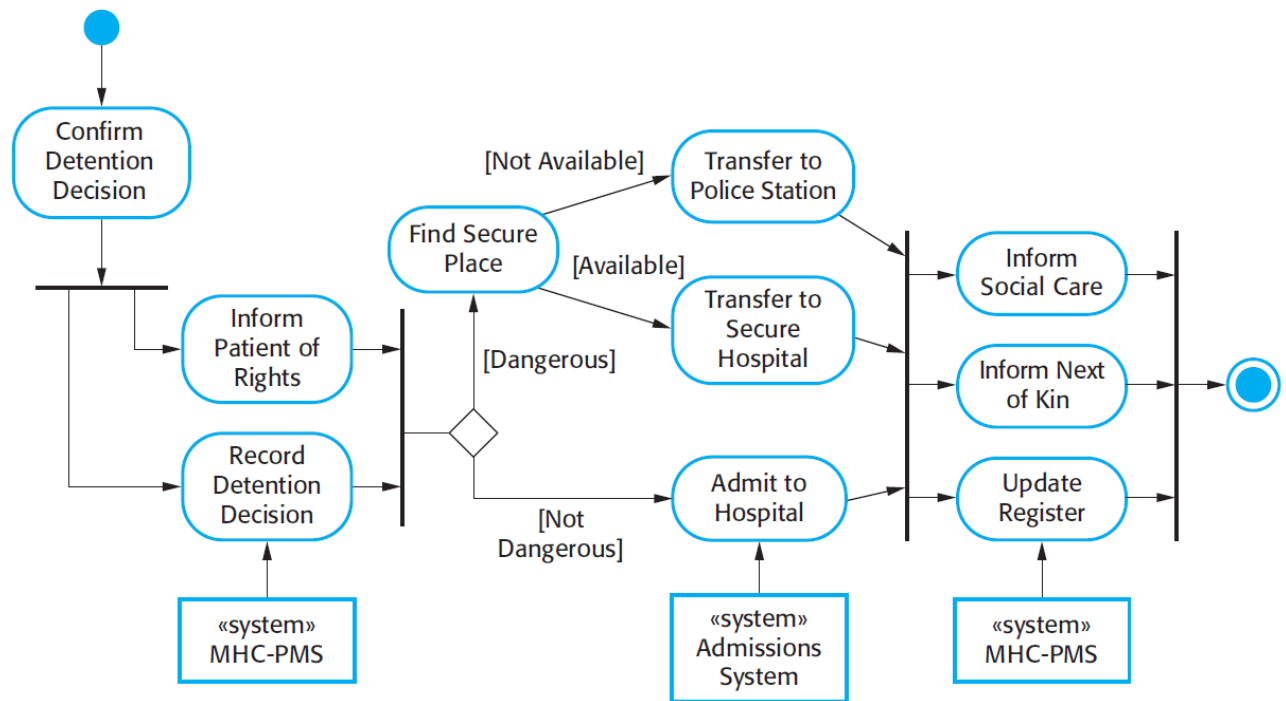 Confirm
Detention
Decision
Inform
Patient of
Rights
Record
Detention
Decision
«system»
MHC-PMS
Find Secure
Place
[Dangerous]
[Not
Dangerous]
[Not Available]
[Available]
Transfer to
Police Station
Transfer to
Secure
Hospital
Admit to
Hospital
«system»
Admissions
System
Inform
Social Care
Inform Next
of Kin
Update
Register
«system»
MHC-PMS